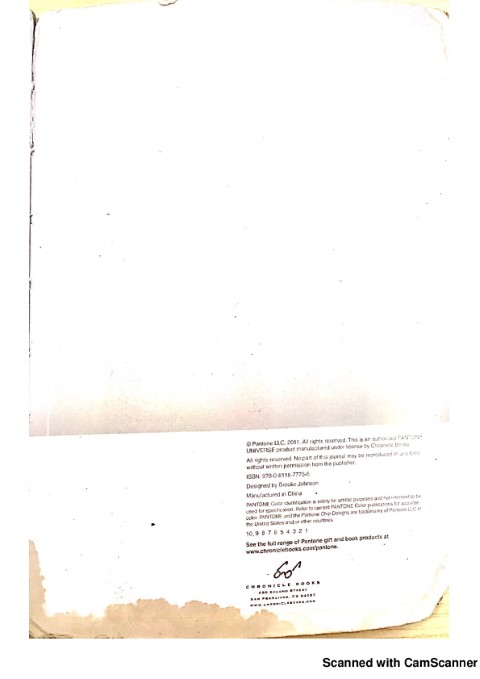 © Pantone LLC, 2011. All rights reserved. This is an authorized PANTONE
UNIVERSE product manufactured under license by Chronicle Books.
All rights reserved. No part of this journal may be reproduced in any form
without written permission from the publisher.
ISBN: 978-0-8118-7775-6
Designed by Brooke Johnson
Manufactured in China
PANTONE Color identification is solely for artistic purposes and not intended to be
used for specification. Refer to current PANTONE Color publications for accurate
color. PANTONE and the Pantone Chip Designs are trademarks of Pantone LLC in
the United States and/or other countries.
10, 9 8 7 6 5 4 3 2 1
See the full range of Pantone gift and book products at
www.chroniclebooks.com/pantone.
CHRONICLE BOOKS
680 SECOND STREET
SAN FRANCISCO, CA 94107
WWW.CHRONICLEBOOKS.COM
Scanned with CamScanner